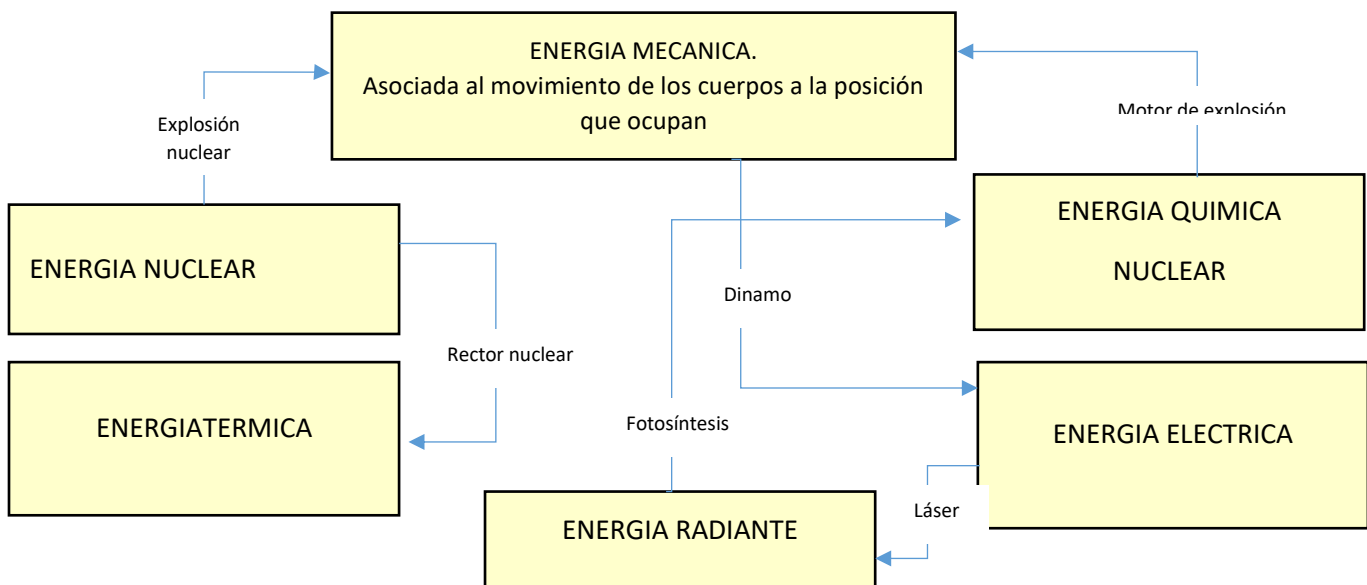 ENERGIA MECANICA.
Asociada al movimiento de los cuerpos a la posición
que ocupan
Explosión
nuclear
Motor de explosión
ENERGIA NUCLEAR
ENERGIA QUIMICA
NUCLEAR
Dinamo
Rector nuclear
ENERGIATERMICA
Fotosíntesis
ENERGIA ELECTRICA
Láser
ENERGIA RADIANTE